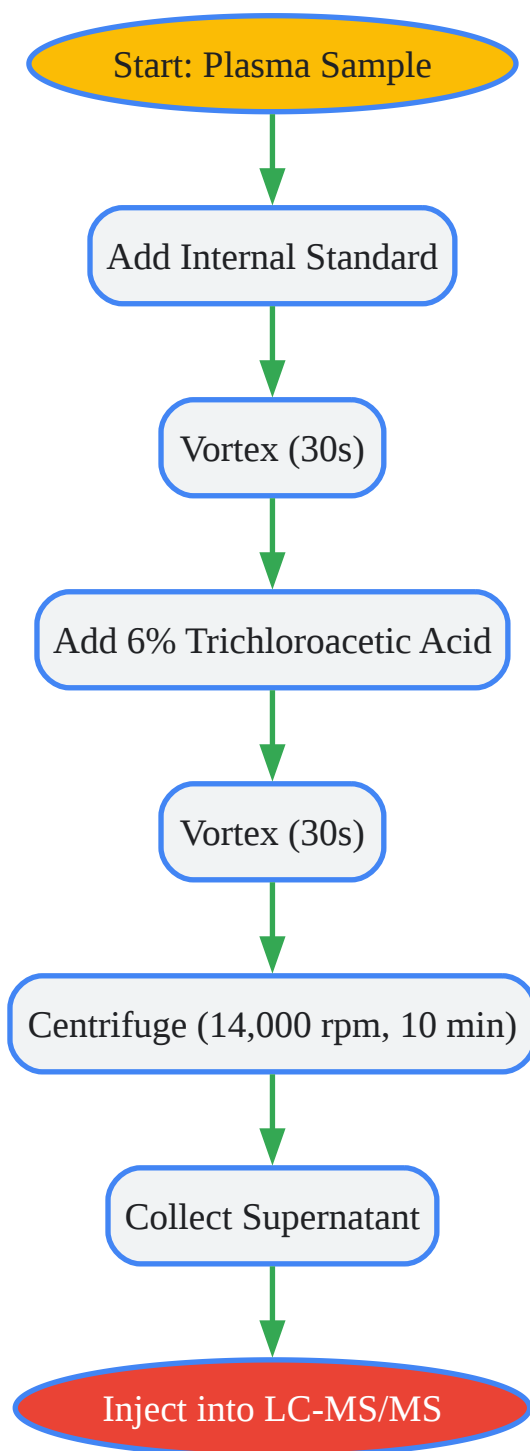 Start: Plasma Sample
Add Internal Standard
Vortex (30s)
Add 6% Trichloroacetic Acid
Vortex (30s)
Centrifuge (14,000 rpm, 10 min)
Collect Supernatant
Inject into LC-MS/MS